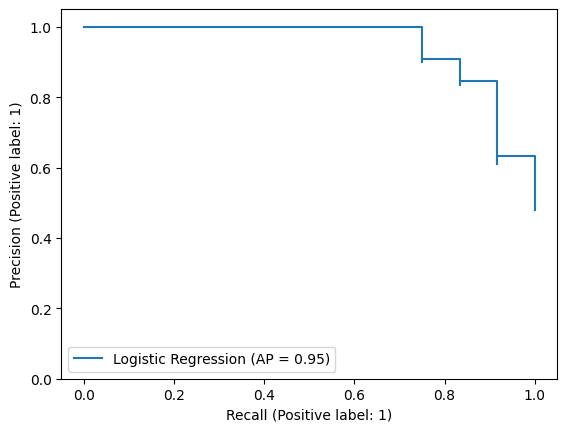 1.0
0.8
0.6
0.4
0.2
0.0
Precision (Positive label: 1)
Logistic Regression (AP = 0.95)
0.0 0.2 0.4 0.6 0.8 1.0
Recall (Positive label: 1)